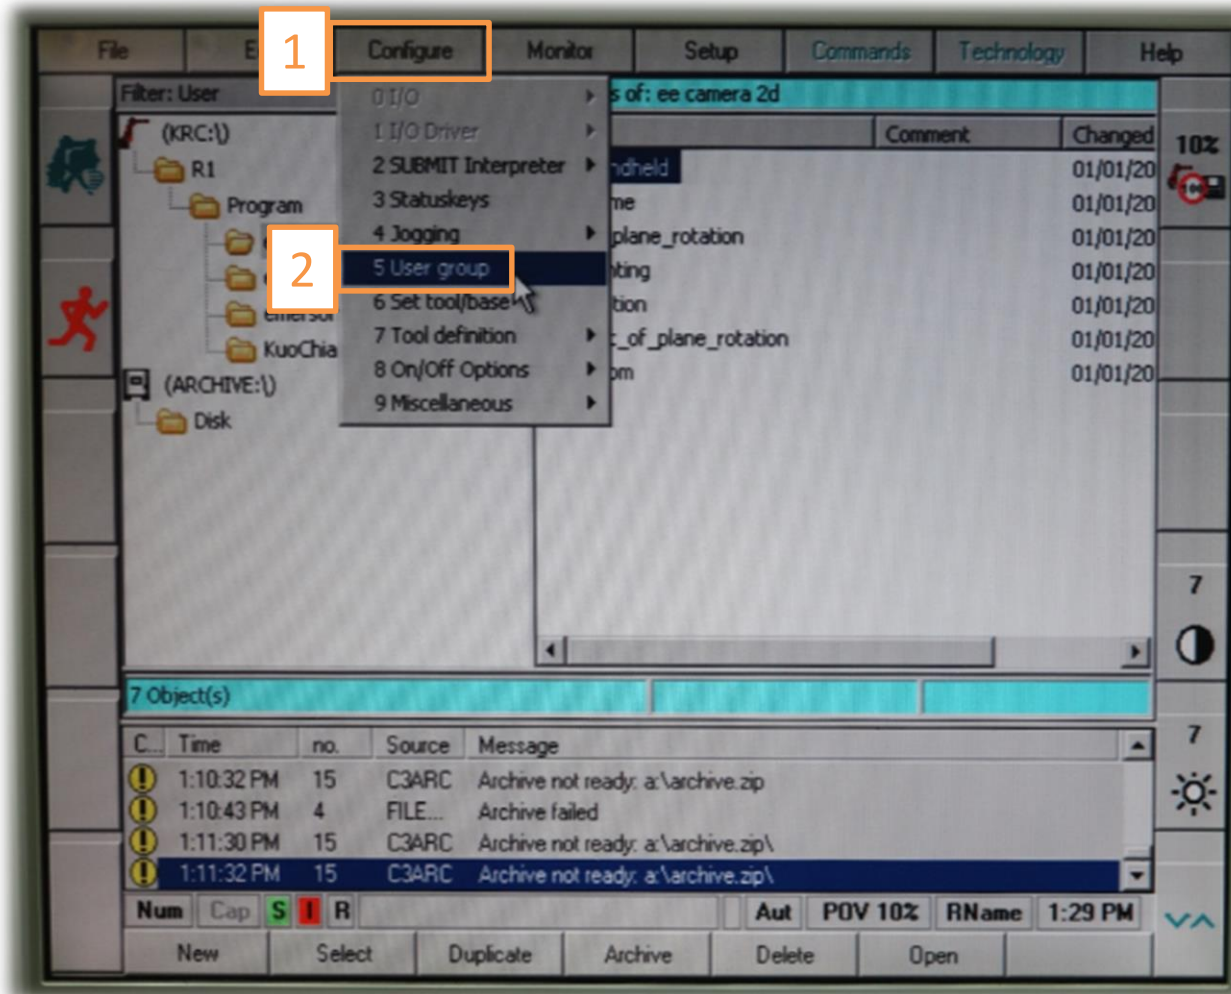 1
2
File Configure Monitor Setup Commands Technology Help
Filter: User
s of: ee camera 2d
Comment Changed
0 I/O
1 I/O Driver
2 SUBMIT Interpreter
3 Statuskeys
4 Jogging
5 User group
6 Set tool/base
7 Tool definition
8 On/Off Options
9 Miscellaneous
(KRC:\)
R1
Program
KuoChia
(ARCHIVE:\)
Disk
ndheld 01/01/20
me 01/01/20
plane_rotation 01/01/20
nting 01/01/20
tion 01/01/20
t_of_plane_rotation 01/01/20
om 01/01/20
10%
100
7
7
7 Object(s)
C... Time no. Source Message
1:10:32 PM 15 C3ARC Archive not ready: a:\archive.zip
1:10:43 PM 4 FILE... Archive failed
1:11:30 PM 15 C3ARC Archive not ready: a:\archive.zip\
1:11:32 PM 15 C3ARC Archive not ready: a:\archive.zip\
Num Cap S I R Aut POV 10% RName 1:29 PM
New Select Duplicate Archive Delete Open